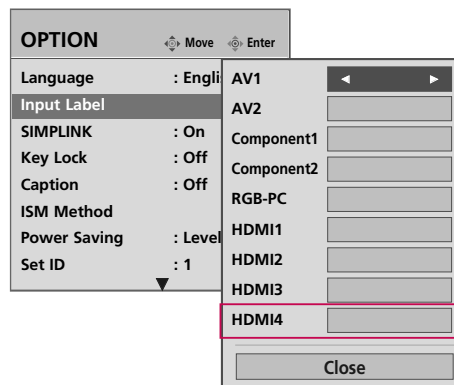 OPTION Move Enter
Language : Engli
Input Label
SIMPLINK : On
Key Lock : Off
Caption : Off
ISM Method
Power Saving : Level
Set ID : 1
AV1
AV2
Component1
Component2
RGB-PC
HDMI1
HDMI2
HDMI3
HDMI4
Close